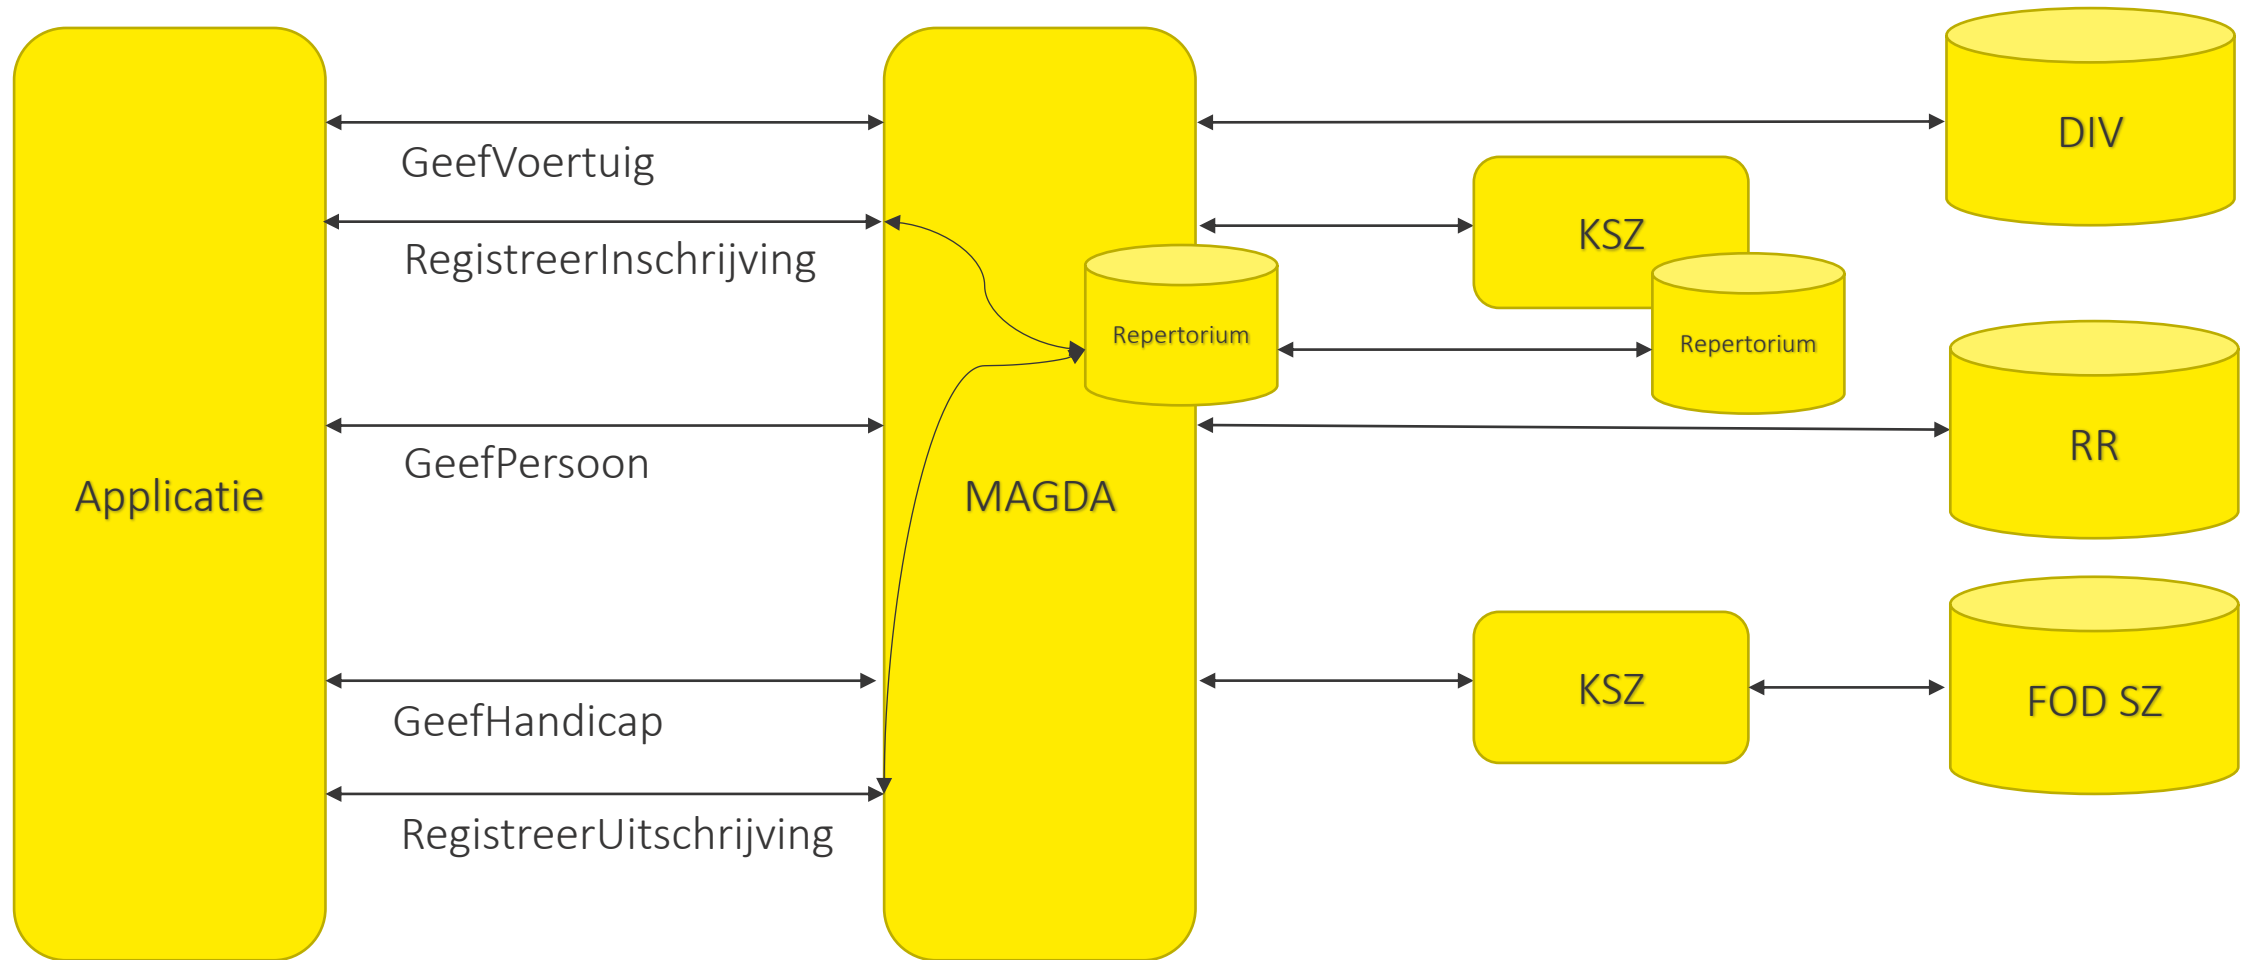 DIV
GeefVoertuig
KSZ
RegistreerInschrijving
Repertorium
Repertorium
RR
GeefPersoon
Applicatie
MAGDA
KSZ
FOD SZ
GeefHandicap
RegistreerUitschrijving